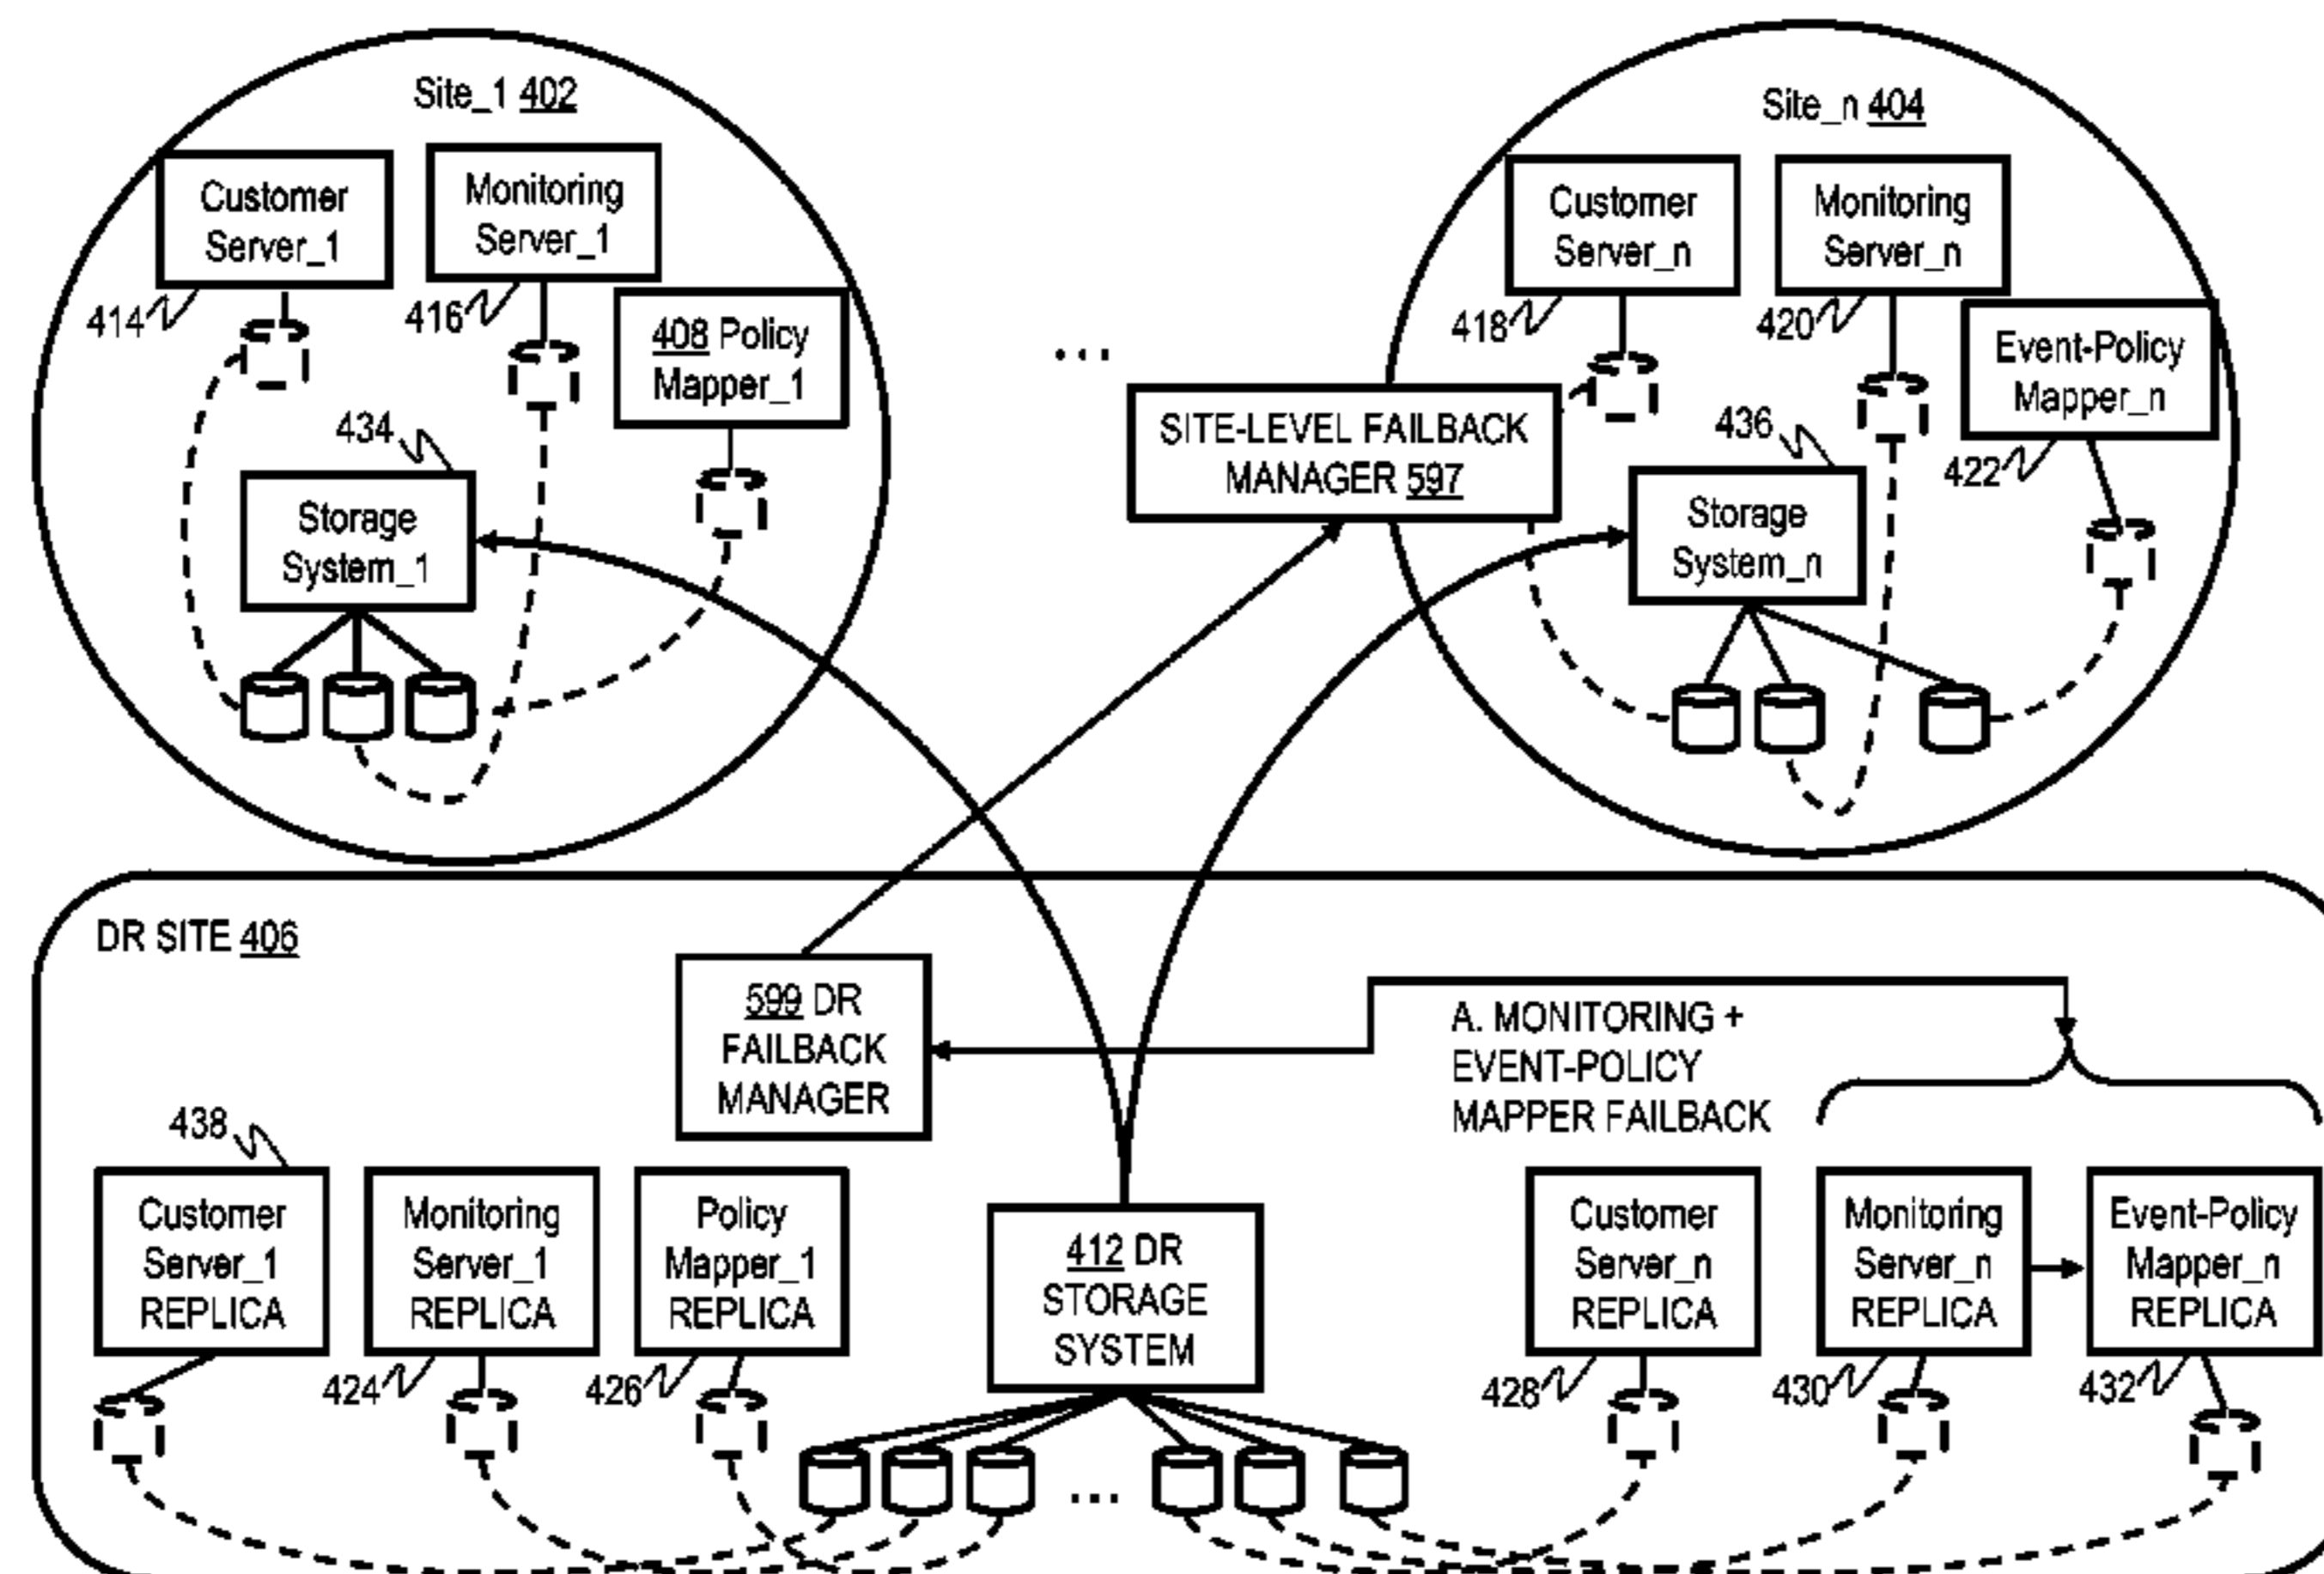 Site_1 402
Customer
Server_1
414
Monitoring
Server_1
416
408 Policy
Mapper_1
434
Storage
System_1
...
Site_n 404
Customer
Server_n
418
Monitoring
Server_n
420
Event-Policy
Mapper_n
422
SITE-LEVEL FAILBACK
MANAGER 597
436
Storage
System_n
DR SITE 406
599 DR
FAILBACK
MANAGER
A. MONITORING +
EVENT-POLICY
MAPPER FAILBACK
438
Customer
Server_1
REPLICA
Monitoring
Server_1
REPLICA
424
Policy
Mapper_1
REPLICA
426
412 DR
STORAGE
SYSTEM
...
Customer
Server_n
REPLICA
428
Monitoring
Server_n
REPLICA
430
Event-Policy
Mapper_n
REPLICA
432